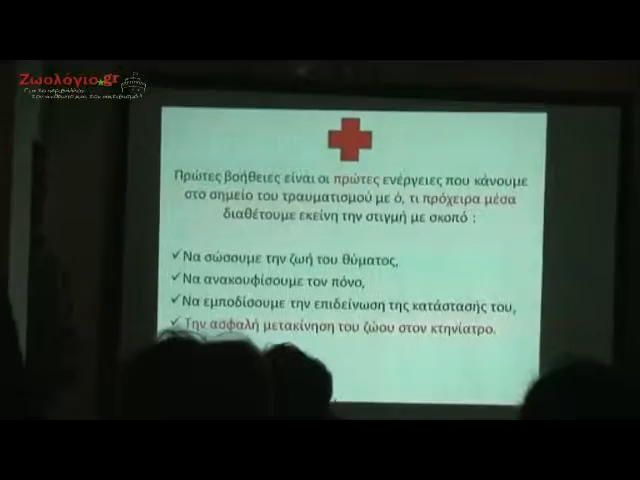 Ζωολόγιο.gr
Πρώτες βοήθειες είναι οι πρώτες ενέργειες που κάνουμε
στο σημείο του τραυματισμού με ό, τι πρόχειρα μέσα
διαθέτουμε εκείνη την στιγμή με σκοπό :
✓Να σώσουμε την ζωή του θύματος,
✓Να ανακουφίσουμε τον πόνο,
✓Να εμποδίσουμε την επιδείνωση της κατάστασής του,
✓Την ασφαλή μετακίνηση του ζώου στον κτηνίατρο.